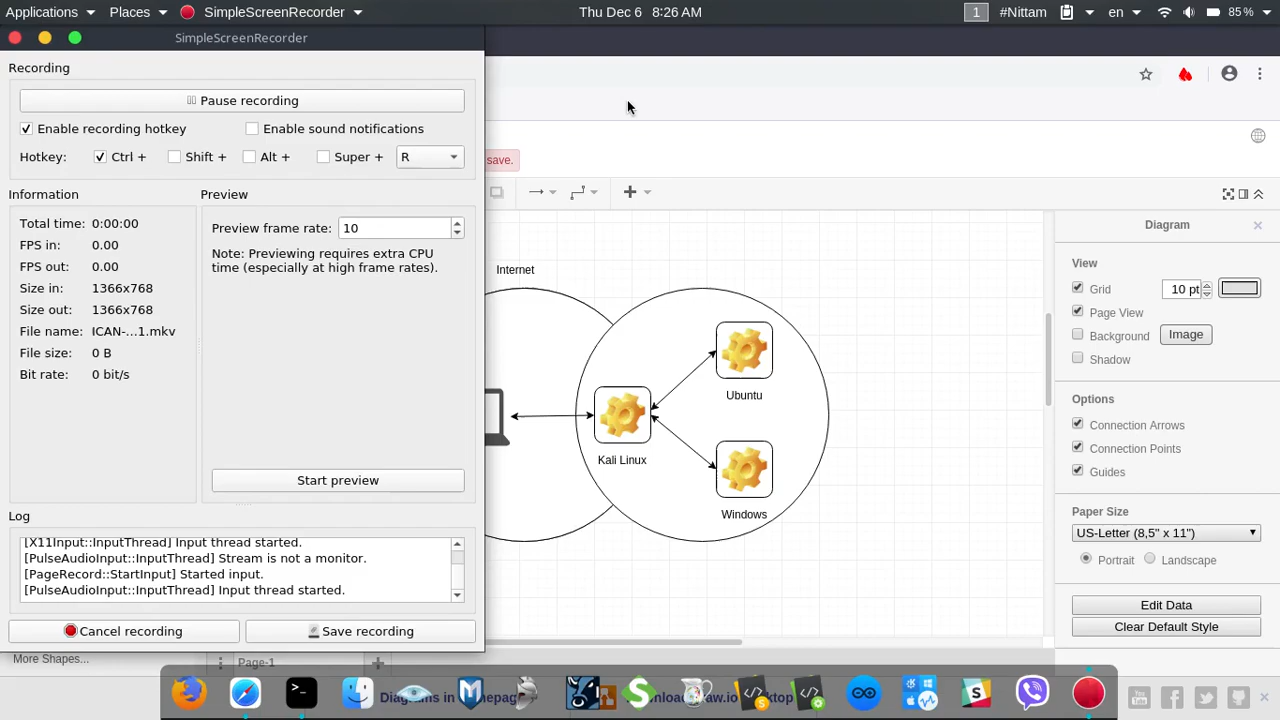 Applications Places SimpleScreenRecorder Thu Dec 6 8:26 AM 1 #Nittam en 85%
SimpleScreenRecorder
Recording
Pause recording
Enable recording hotkey Enable sound notifications
Hotkey: Ctrl + Shift + Alt + Super + R
save.
Information Preview
Total time: 0:00:00
FPS in: 0.00
FPS out: 0.00
Size in: 1366x768
Size out: 1366x768
File name: ICAN-...1.mkv
File size: 0 B
Bit rate: 0 bit/s
Preview frame rate: 10
Note: Previewing requires extra CPU
time (especially at high frame rates).
Start preview
Log
[X11Input::InputThread] Input thread started.
[PulseAudioInput::InputThread] Stream is not a monitor.
[PageRecord::StartInput] Started input.
[PulseAudioInput::InputThread] Input thread started.
Cancel recording Save recording
Internet
Ubuntu
Kali Linux
Windows
Diagram
View
Grid 10 pt
Page View
Background Image
Shadow
Options
Connection Arrows
Connection Points
Guides
Paper Size
US-Letter (8,5" x 11")
Portrait Landscape
Edit Data
Clear Default Style
More Shapes... Page-1